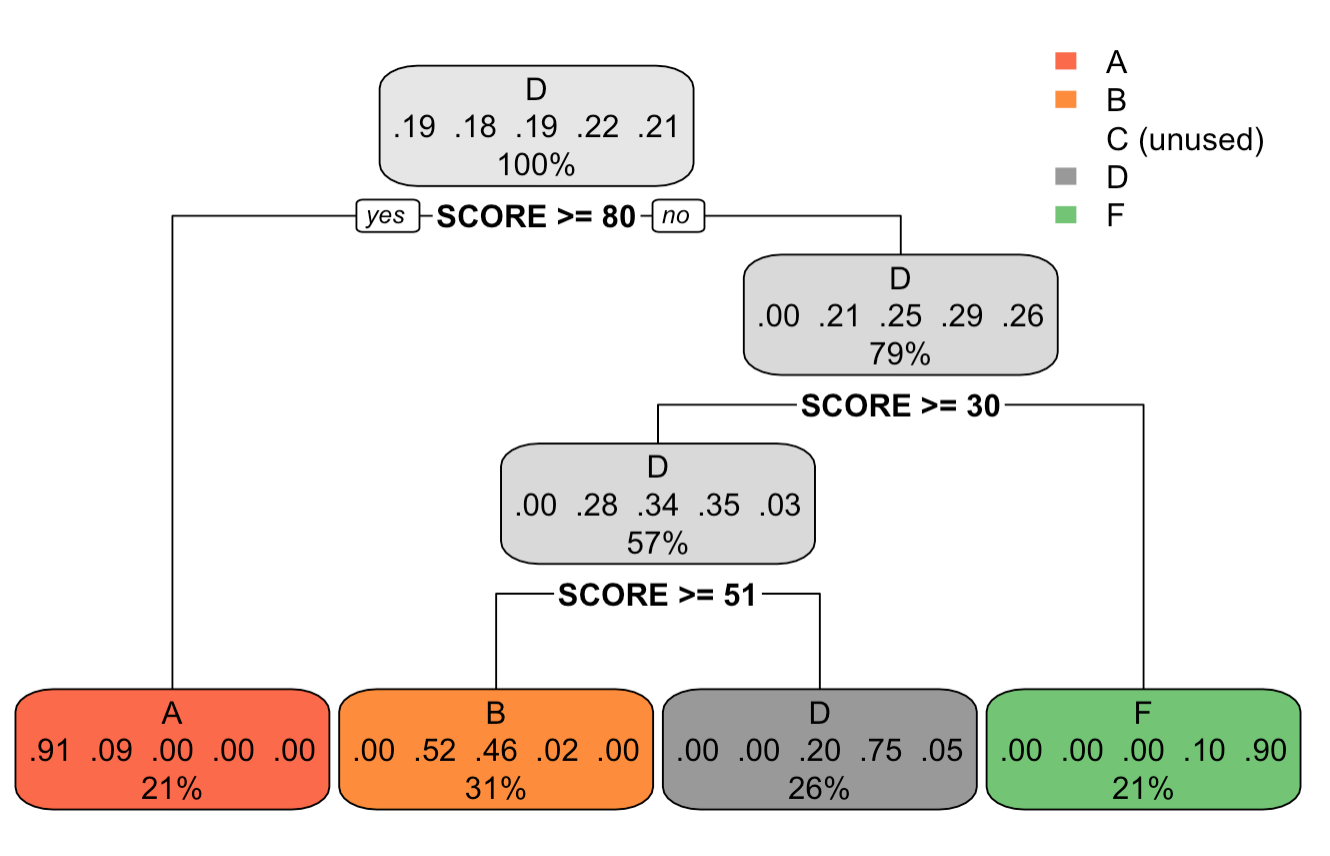 D
.19 .18 .19 .22 .21
100%
yes SCORE >= 80 no
A
B
C (unused)
D
F
D
.00 .21 .25 .29 .26
79%
SCORE >= 30
D
.00 .28 .34 .35 .03
57%
SCORE >= 51
A
.91 .09 .00 .00 .00
21%
B
.00 .52 .46 .02 .00
31%
D
.00 .00 .20 .75 .05
26%
F
.00 .00 .00 .10 .90
21%